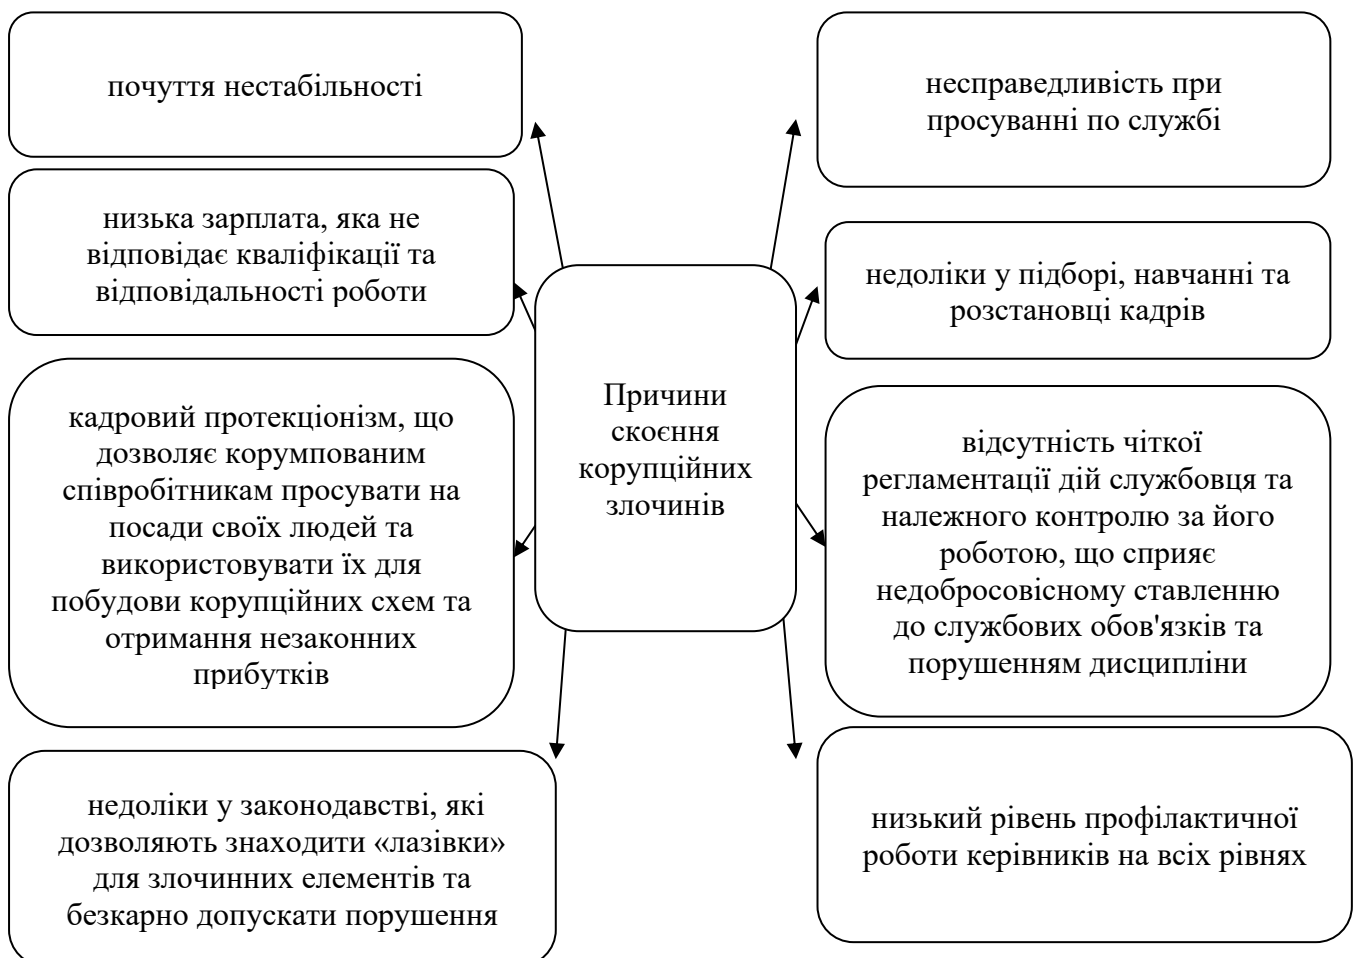 почуття нестабільності
несправедливість при
просуванні по службі
низька зарплата, яка не
відповідає кваліфікації та
відповідальності роботи
недоліки у підборі, навчанні та
розстановці кадрів
кадровий протекціонізм, що
дозволяє корумпованим
співробітникам просувати на
посади своїх людей та
використовувати їх для
побудови корупційних схем та
отримання незаконних
прибутків
Причини
скоєння
корупційних
злочинів
відсутність чіткої
регламентації дій службовця та
належного контролю за його
роботою, що сприяє
недобросовісному ставленню
до службових обов'язків та
порушенням дисципліни
недоліки у законодавстві, які
дозволяють знаходити «лазівки»
для злочинних елементів та
безкарно допускати порушення
низький рівень профілактичної
роботи керівників на всіх рівнях